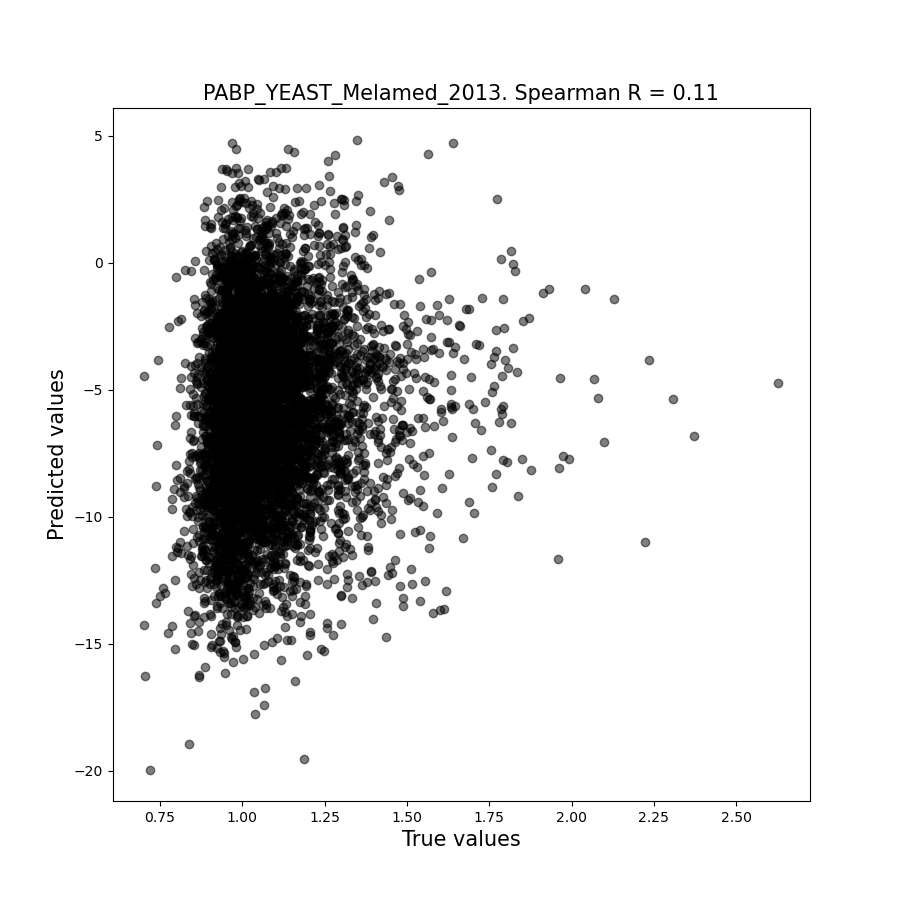 PABP_YEAST_Melamed_2013. Spearman R = 0.11
5
0
−5
−10
−15
−20
Predicted values
0.75 1.00 1.25 1.50 1.75 2.00 2.25 2.50
True values